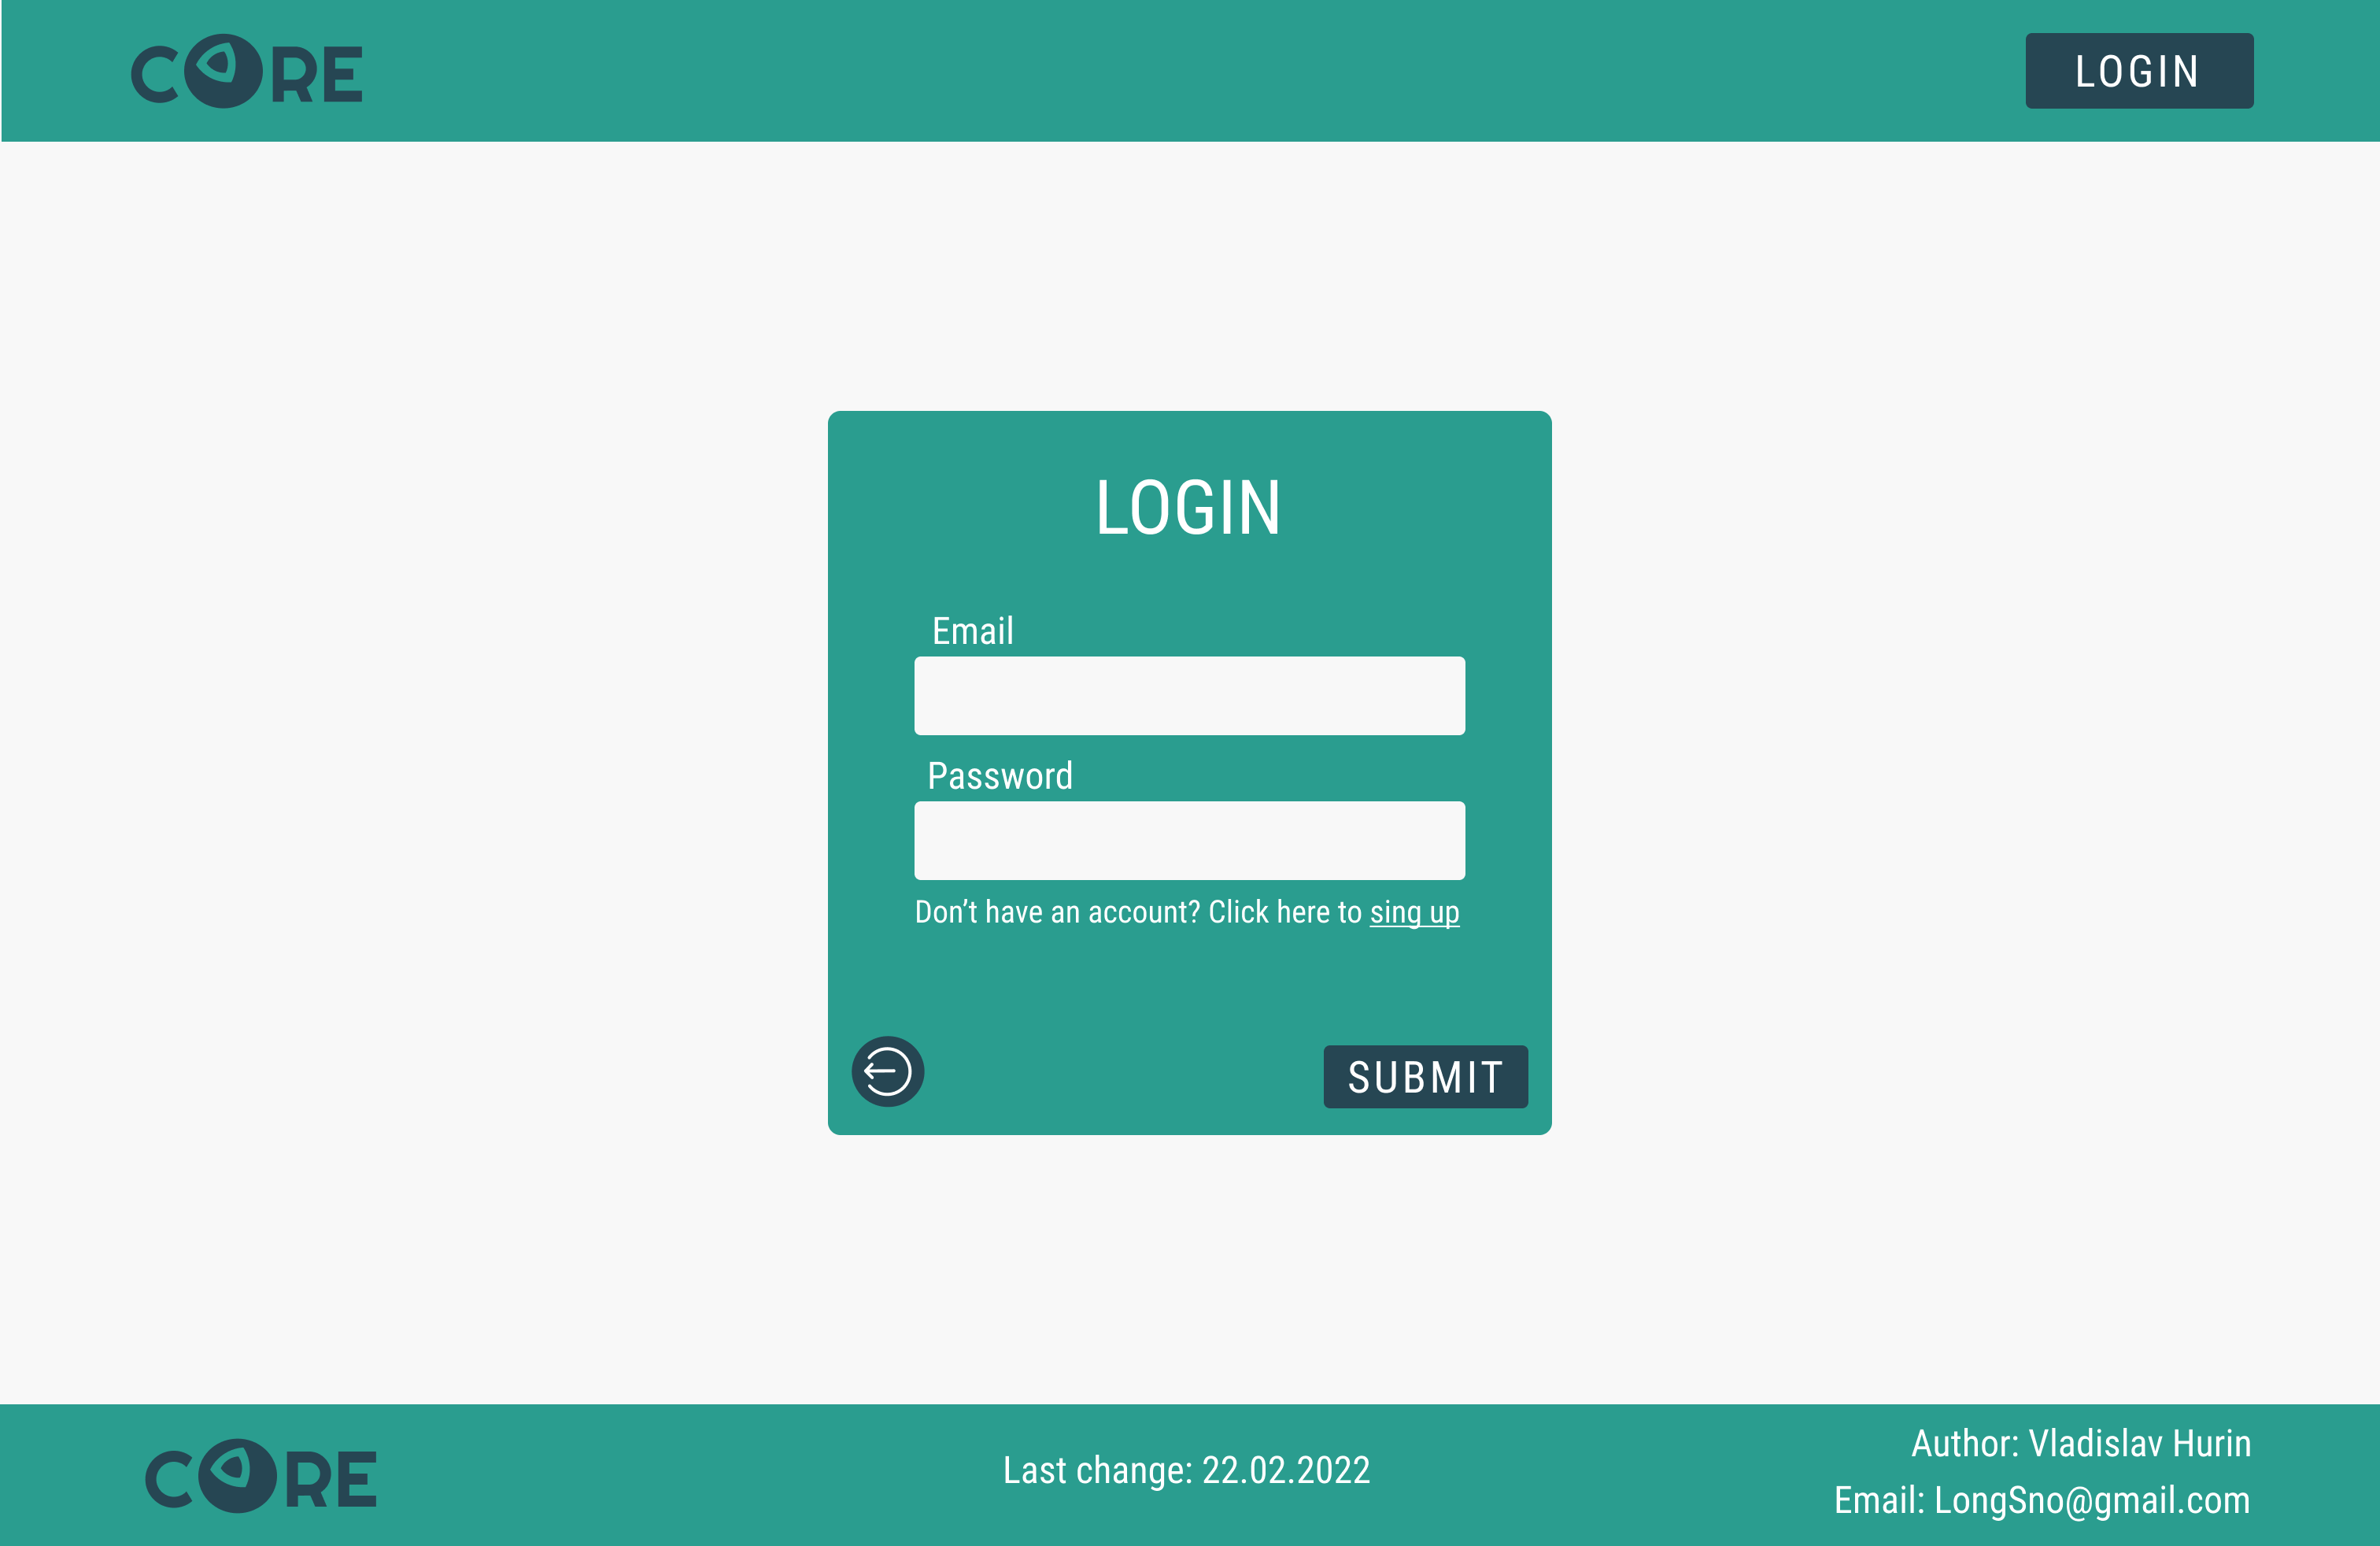 CORE
LOGIN
LOGIN
Email
Password
Don’t have an account? Click here to sing up
SUBMIT
CORE
Last change: 22.02.2022
Author: Vladislav Hurin
Email: LongSno@gmail.com